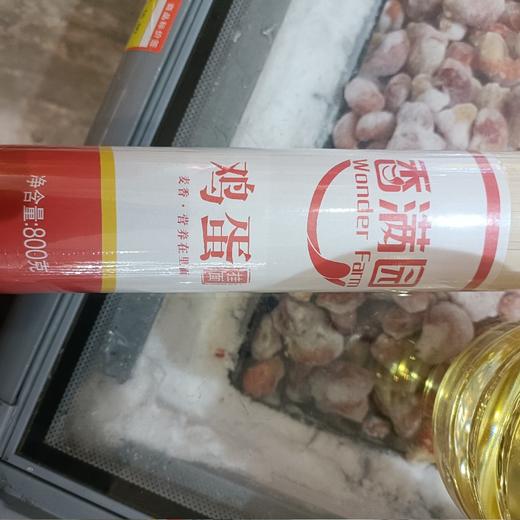 香满园
Wonder Farm
鸡蛋
挂面
麦香·营养在里面
净含量:800克